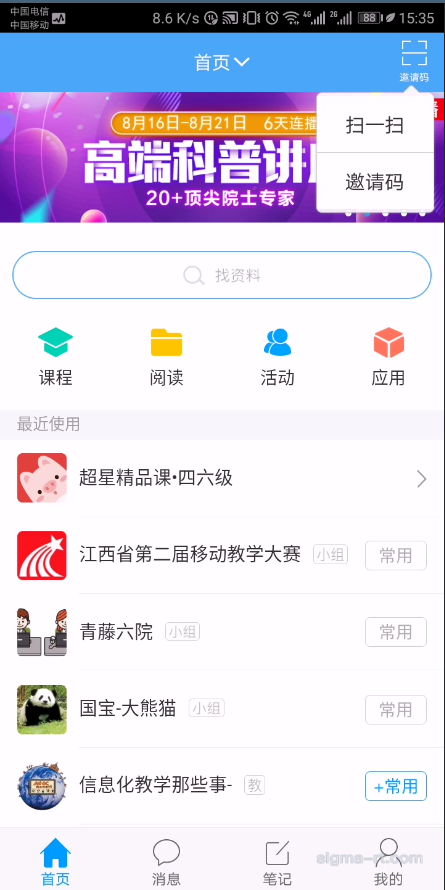 中国电信
中国移动
8.6 K/s
4G
2G
88
15:35
首页
邀请码
扫一扫
邀请码
8月16日-8月21日 6天连播
高端科普讲
20+顶尖院士专家
找资料
课程
阅读
活动
应用
最近使用
超星精品课•四六级
江西省第二届移动教学大赛 小组 常用
青藤六院 小组 常用
国宝-大熊猫 小组 常用
信息化教学那些事- 教 +常用
首页
消息
笔记
我的
sigma-rt.com